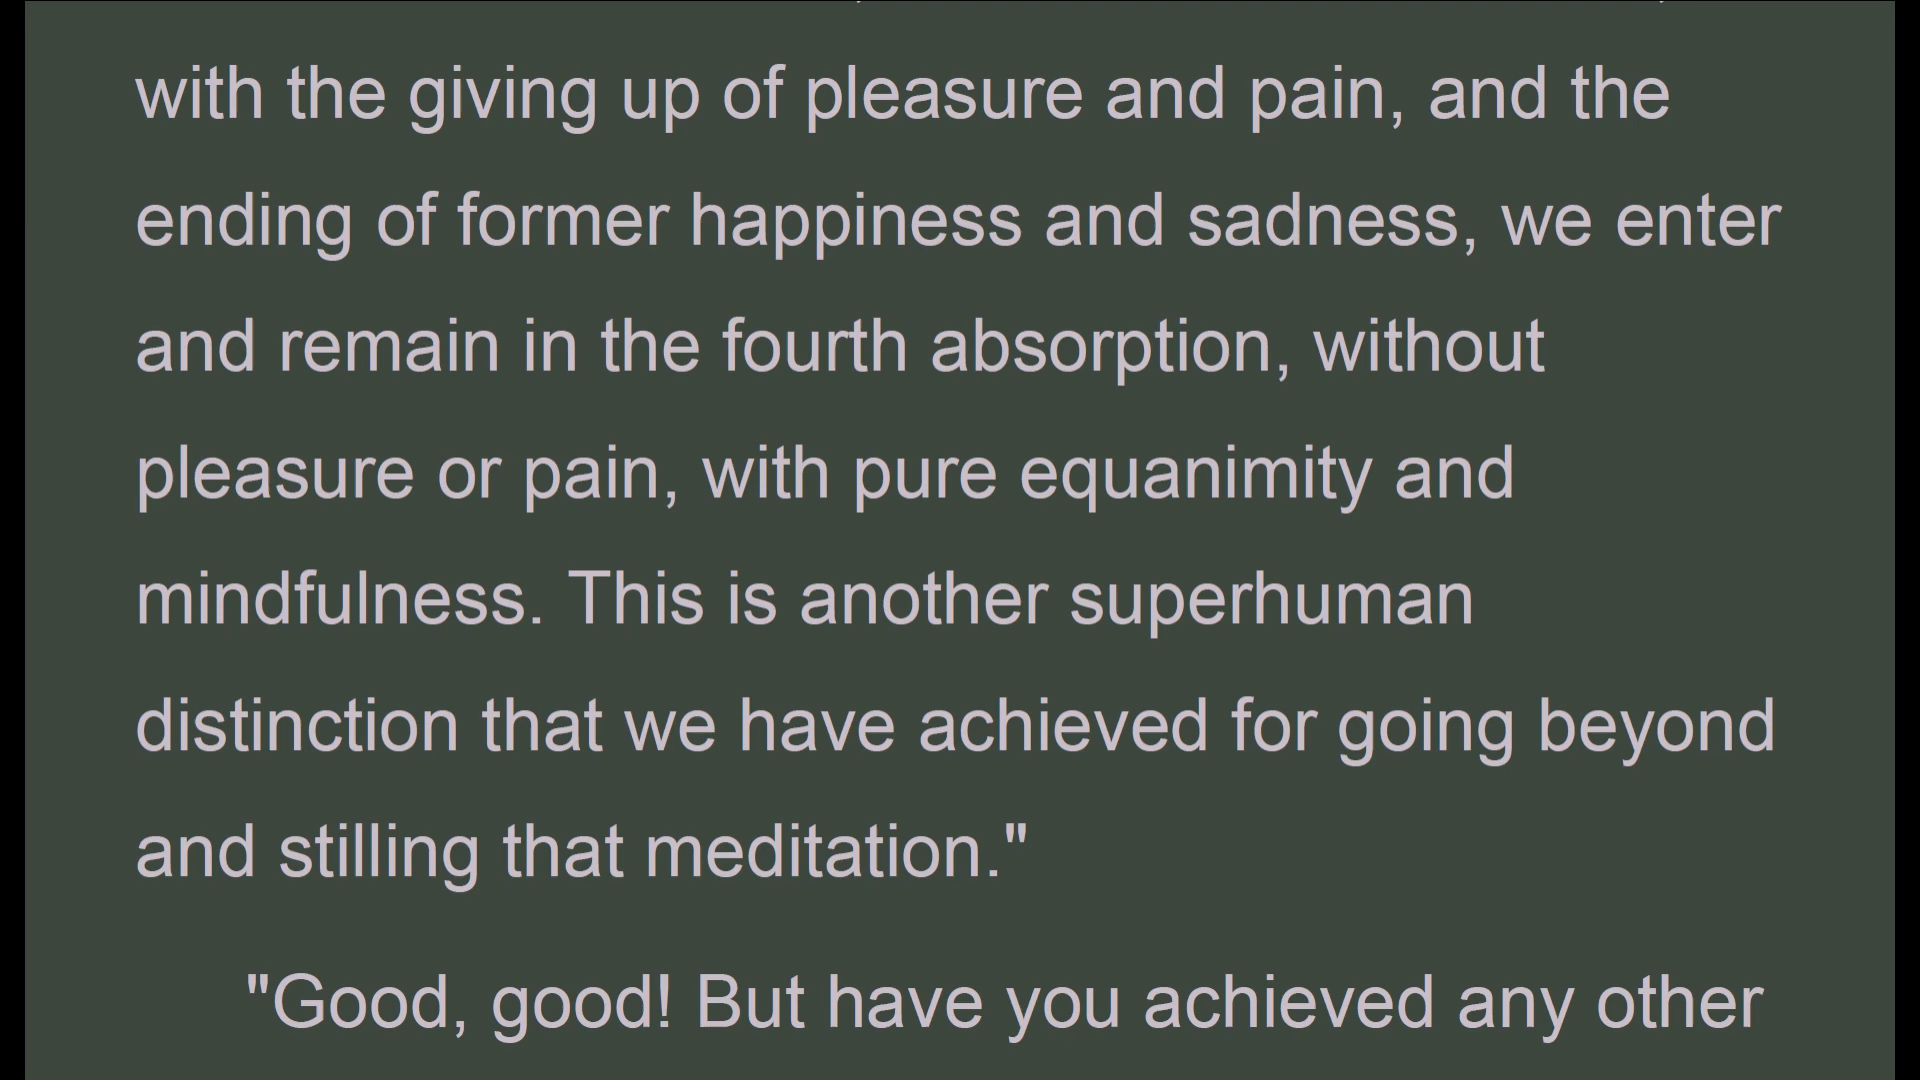 with the giving up of pleasure and pain, and the
ending of former happiness and sadness, we enter
and remain in the fourth absorption, without
pleasure or pain, with pure equanimity and
mindfulness. This is another superhuman
distinction that we have achieved for going beyond
and stilling that meditation."
"Good, good! But have you achieved any other